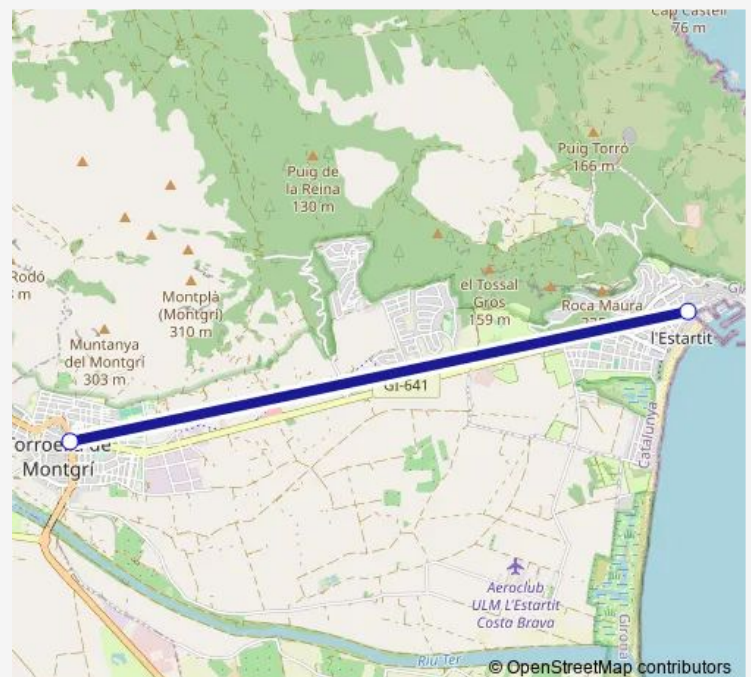 Cap Castell
76 m
Puig Torró
166 m
Puig de
la Reina
130 m
Rodó
m
Montplà
(Montgrí)
310 m
el Tossal
Gros
159 m
Roca Maura
l'Estartit
Muntanya
del Montgrí
303 m
GI-641
de
Montgrí
Catalunya
Aeroclub
ULM L'Estartit
Costa Brava
Girona
Riu Ter
© OpenStreetMap contributors